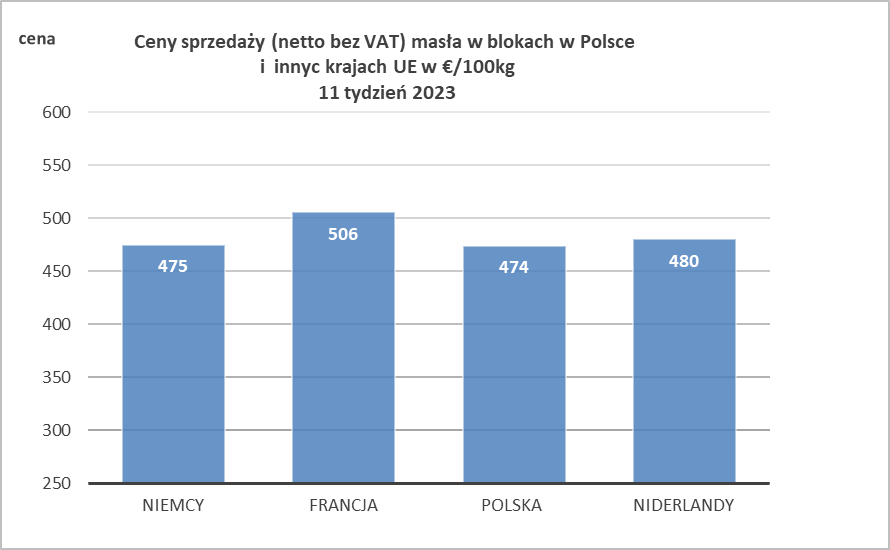 cena
Ceny sprzedaży (netto bez VAT) masła w blokach w Polsce
i innyc krajach UE w €/100kg
11 tydzień 2023
600
550
500
450
400
350
300
250
475
506
474
480
NIEMCY
FRANCJA
POLSKA
NIDERLANDY